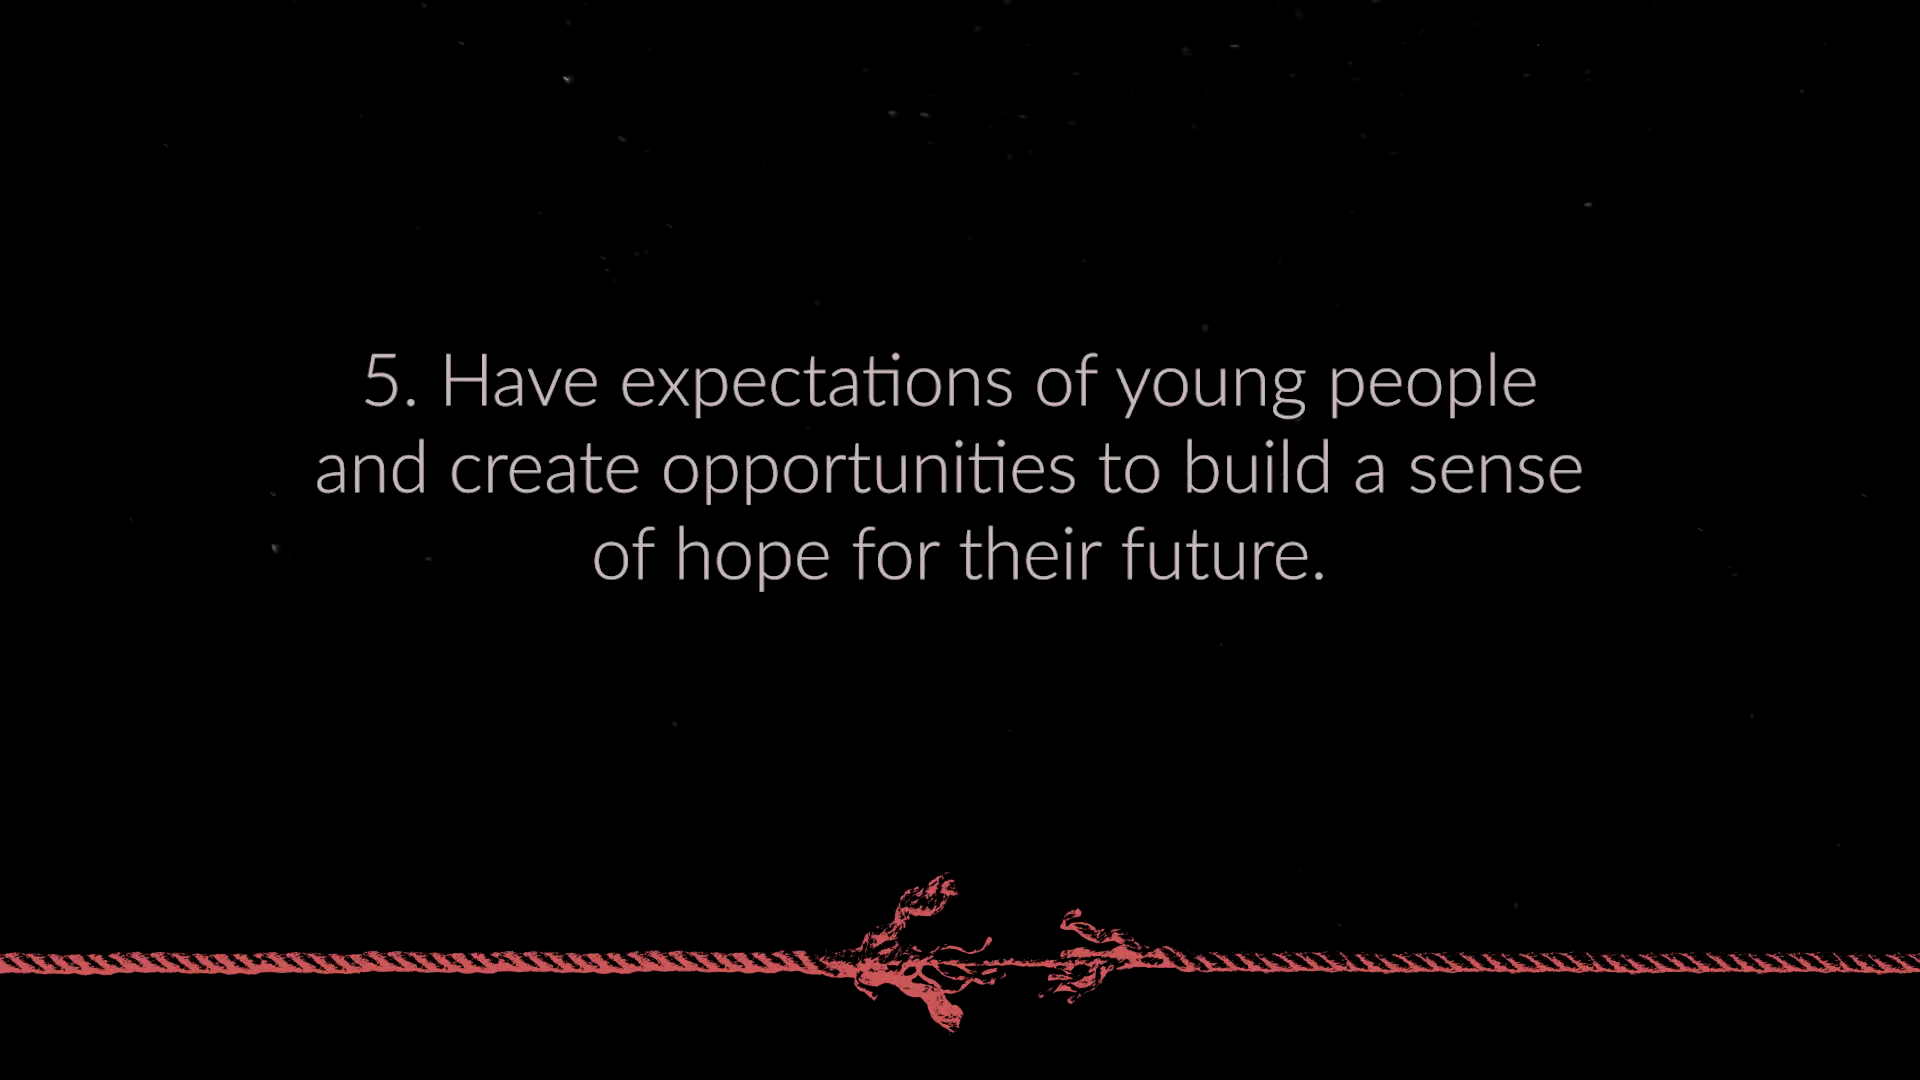 5. Have expectations of young people
and create opportunities to build a sense
of hope for their future.